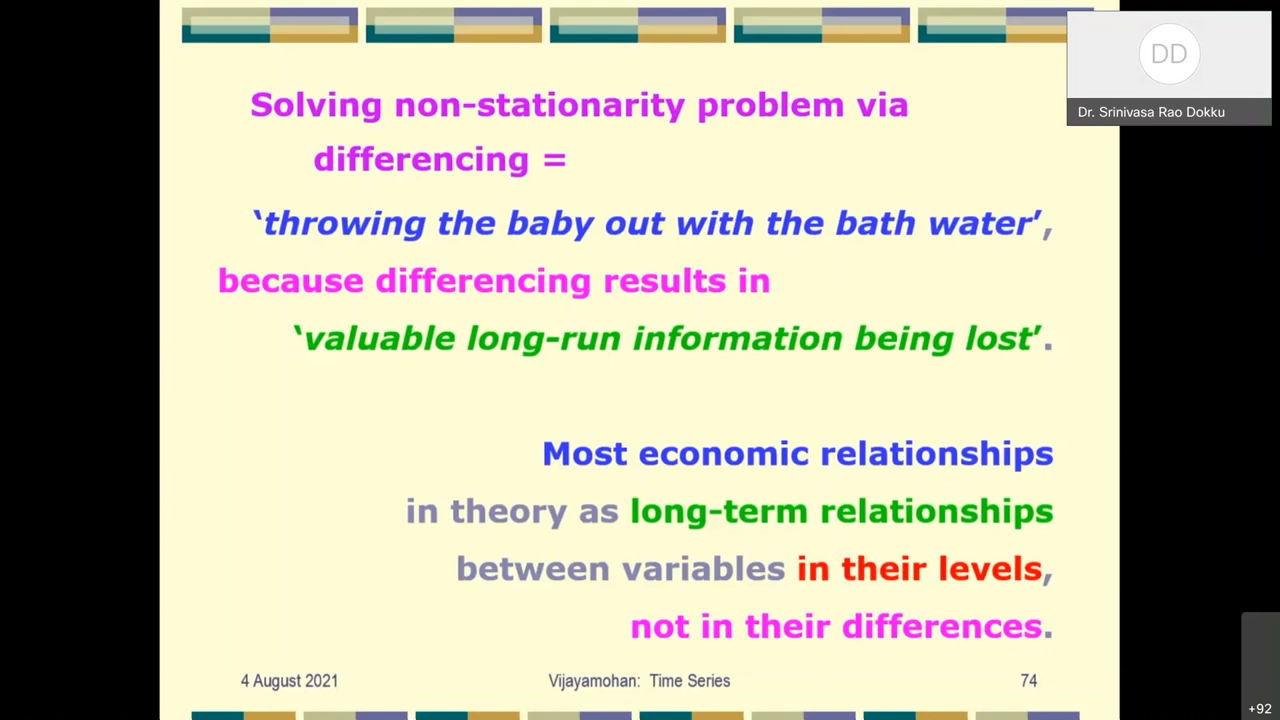 Solving non-stationarity problem via
differencing =
‘throwing the baby out with the bath water’,
because differencing results in
‘valuable long-run information being lost’.
Most economic relationships
in theory as long-term relationships
between variables in their levels,
not in their differences.
4 August 2021
Vijayamohan: Time Series
74
DD
Dr. Srinivasa Rao Dokku
+92